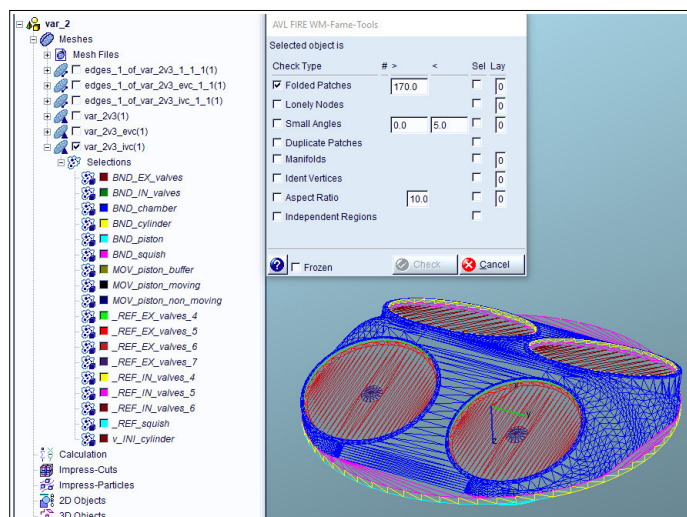 var_2
Meshes
Mesh Files
edges_1_of_var_2v3_1_1_1(1)
edges_1_of_var_2v3_evc_1_1(1)
edges_1_of_var_2v3_ivc_1_1(1)
var_2v3(1)
var_2v3_evc(1)
var_2v3_ivc(1)
Selections
BND_EX_valves
BND_IN_valves
BND_chamber
BND_cylinder
BND_piston
BND_squish
MOV_piston_buffer
MOV_piston_moving
MOV_piston_non_moving
_REF_EX_valves_4
_REF_EX_valves_5
_REF_EX_valves_6
_REF_EX_valves_7
_REF_IN_valves_4
_REF_IN_valves_5
_REF_IN_valves_6
_REF_squish
v_INI_cylinder
Calculation
Impress-Cuts
Impress-Particles
2D Objects
3D Objects
AVL FIRE WM-Fame-Tools
Selected object is
Check Type # > < Sel Lay
Folded Patches 170.0 0
Lonely Nodes 0
Small Angles 0.0 5.0 0
Duplicate Patches
Manifolds 0
Ident Vertices 0
Aspect Ratio 10.0 0
Independent Regions
? Frozen Check Cancel
x
y
z